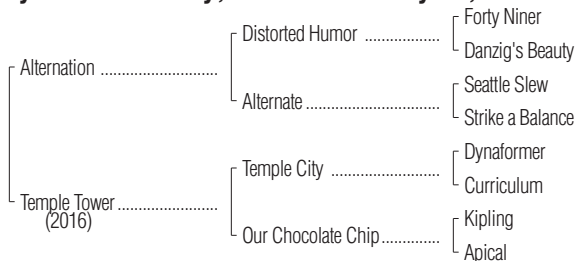 Forty Niner
Distorted Humor ..................
Danzig's Beauty
Alternation ............................
Seattle Slew
Alternate ................................
Strike a Balance
Dynaformer
Temple City ...........................
Curriculum
Temple Tower ........................
(2016)
Kipling
Our Chocolate Chip ..............
Apical